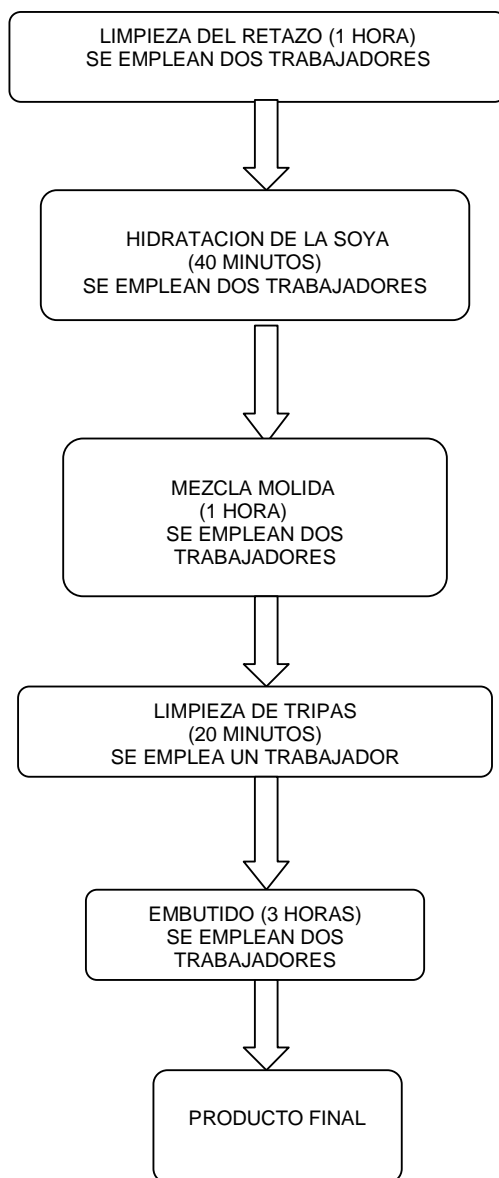 LIMPIEZA DEL RETAZO (1 HORA)
SE EMPLEAN DOS TRABAJADORES
HIDRATACION DE LA SOYA
(40 MINUTOS)
SE EMPLEAN DOS TRABAJADORES
MEZCLA MOLIDA
(1 HORA)
SE EMPLEAN DOS
TRABAJADORES
LIMPIEZA DE TRIPAS
(20 MINUTOS)
SE EMPLEA UN TRABAJADOR
EMBUTIDO (3 HORAS)
SE EMPLEAN DOS
TRABAJADORES
PRODUCTO FINAL